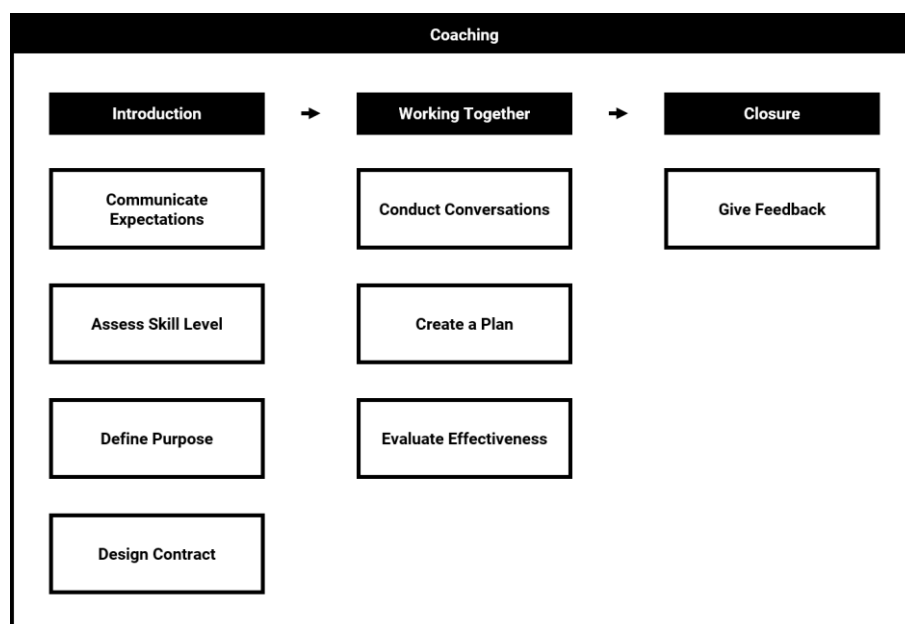 Coaching
Introduction
Working Together
Closure
Communicate
Expectations
Conduct Conversations
Give Feedback
Assess Skill Level
Create a Plan
Define Purpose
Evaluate Effectiveness
Design Contract